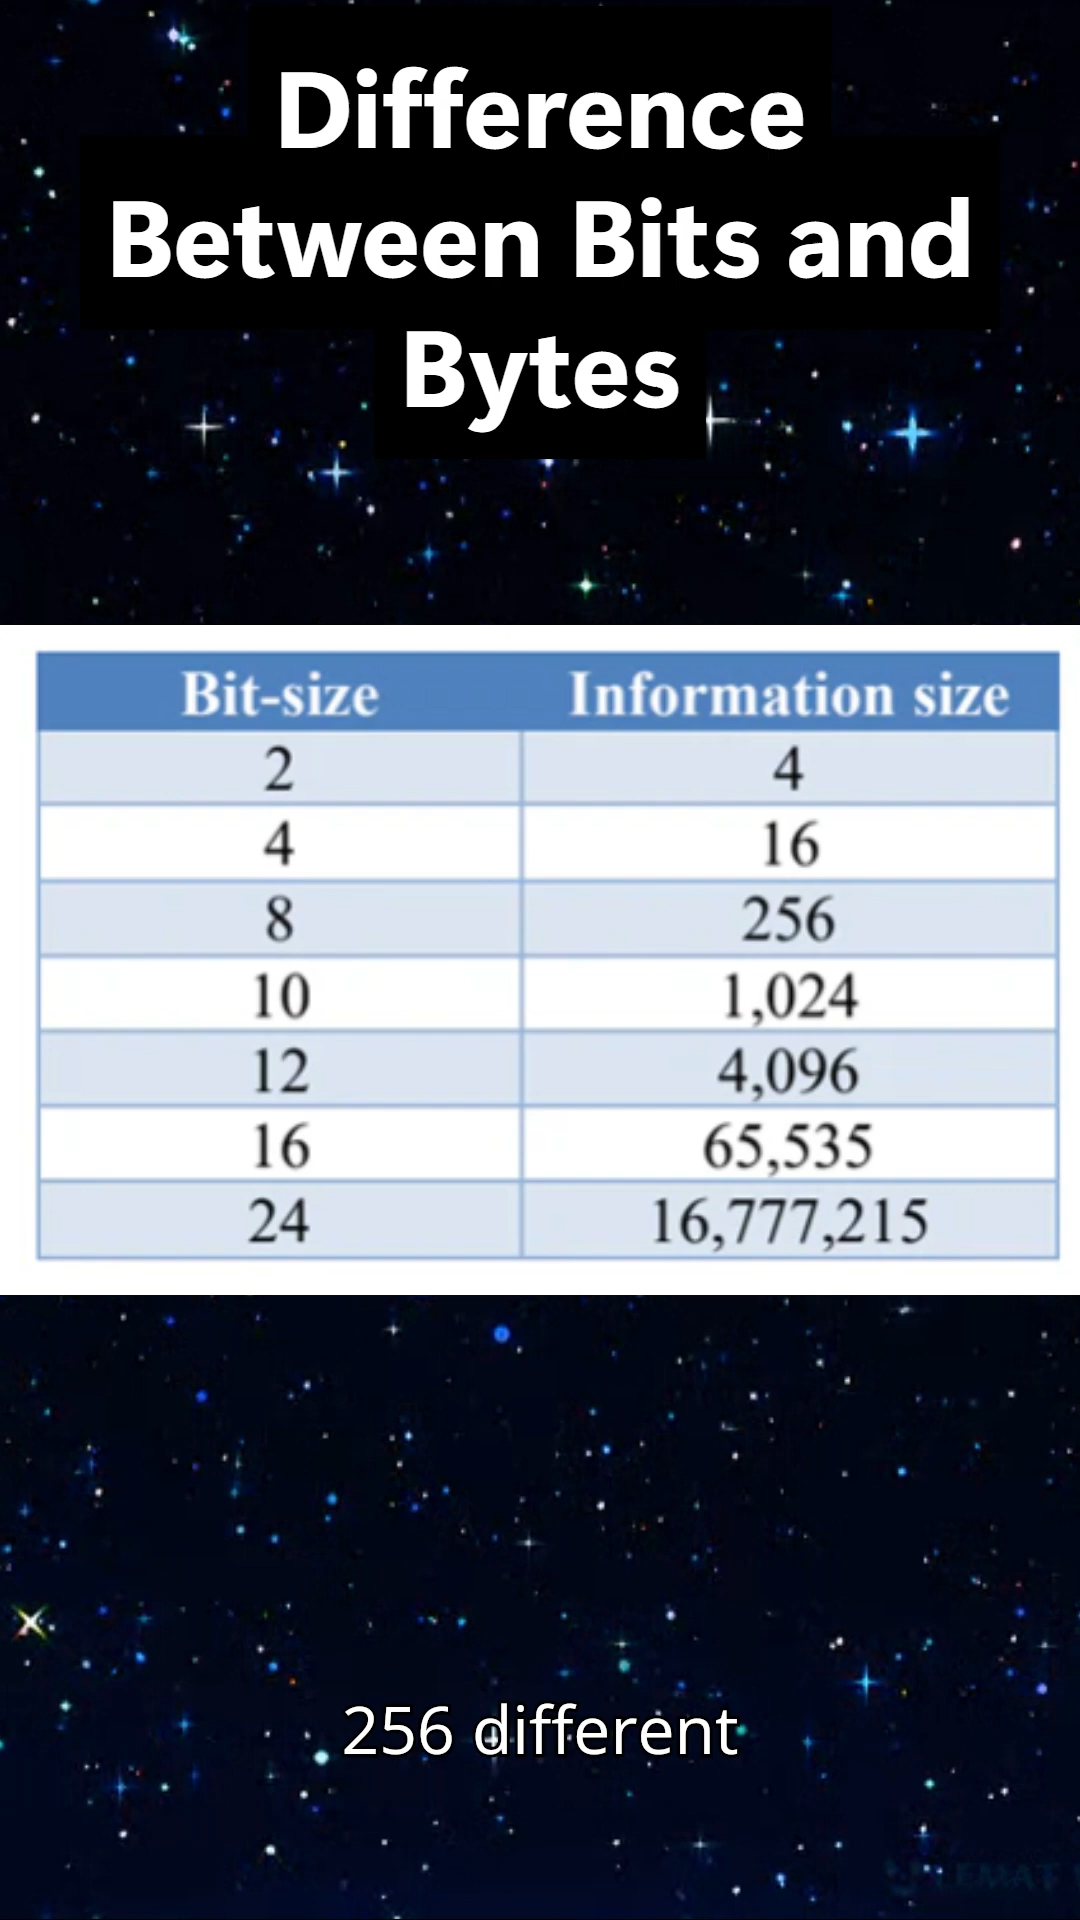 Difference
Between Bits and
Bytes
Bit-size Information size
2 4
4 16
8 256
10 1,024
12 4,096
16 65,535
24 16,777,215
256 different